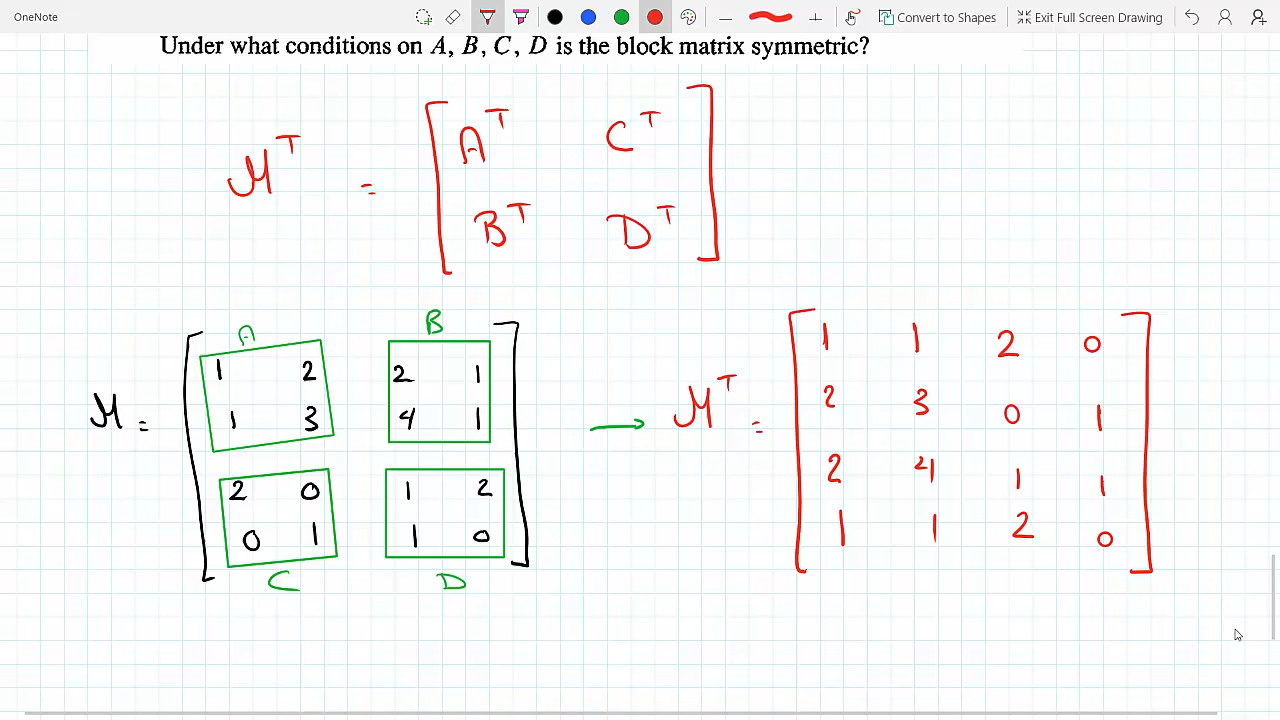 OneNote
Convert to Shapes
Exit Full Screen Drawing
Under what conditions on A, B, C, D is the block matrix symmetric?
M^T = [ A^T C^T
B^T D^T ]
A B
M = [ 1 2 2 1
1 3 4 1
2 0 1 2
0 1 1 0 ]
C D
→ M^T = [ 1 1 2 0
2 3 0 1
2 4 1 1
1 1 2 0 ]